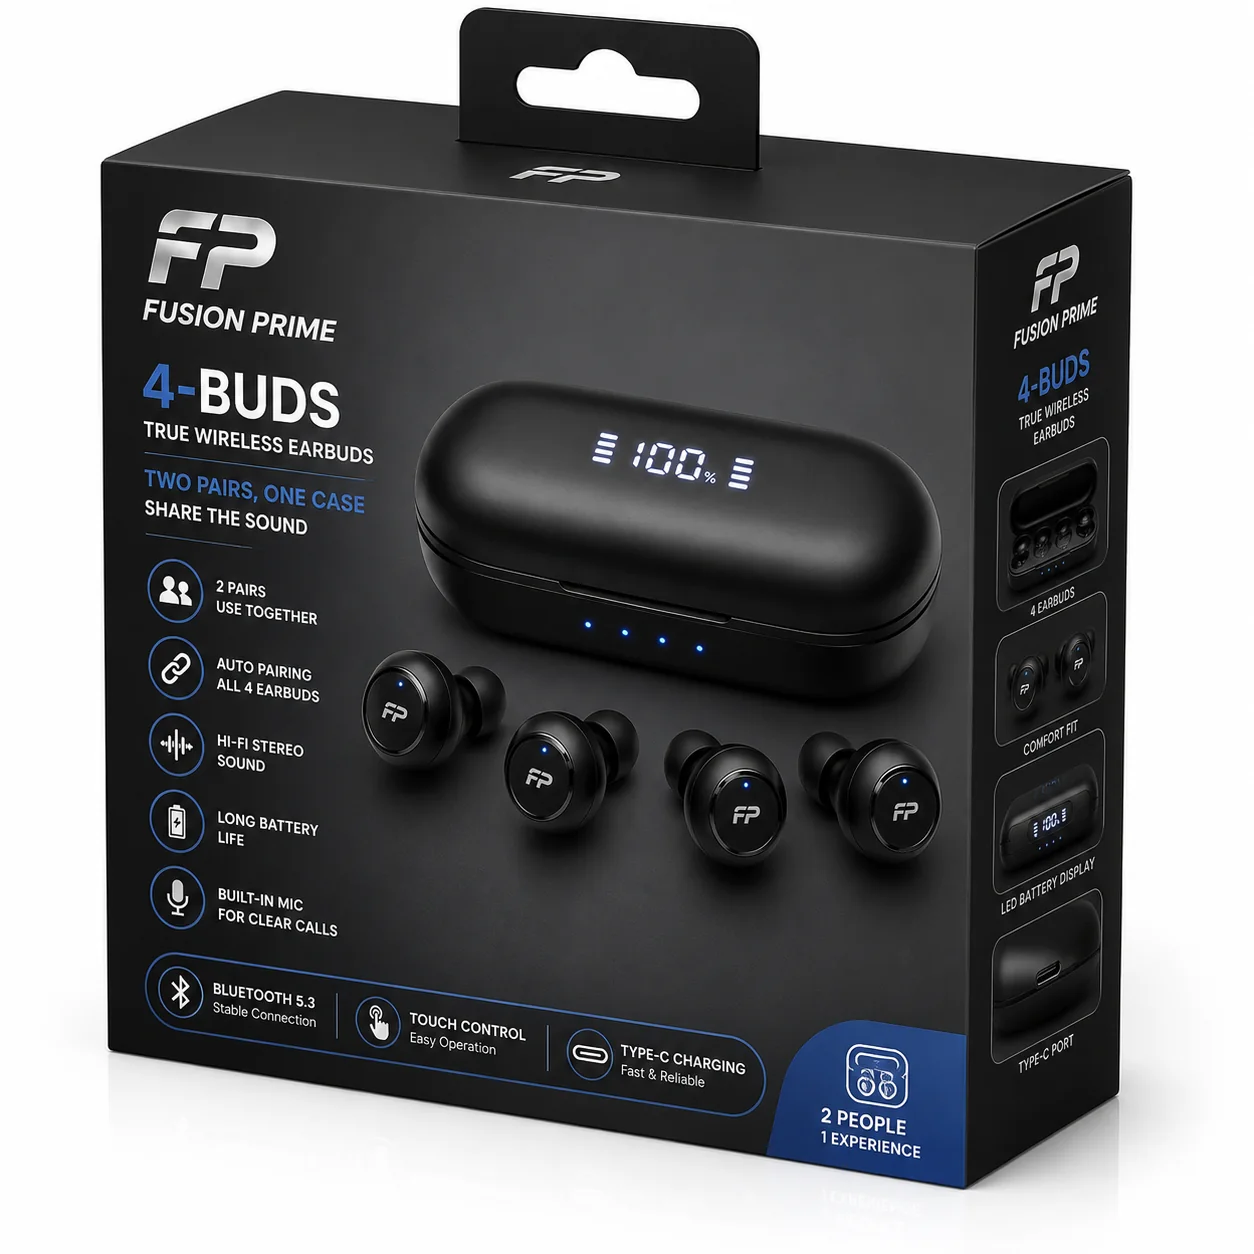 FP
FP
FUSION PRIME
4-BUDS
TRUE WIRELESS EARBUDS
TWO PAIRS, ONE CASE
SHARE THE SOUND
2 PAIRS
USE TOGETHER
AUTO PAIRING
ALL 4 EARBUDS
HI-FI STEREO
SOUND
LONG BATTERY
LIFE
BUILT-IN MIC
FOR CLEAR CALLS
BLUETOOTH 5.3
Stable Connection
TOUCH CONTROL
Easy Operation
TYPE-C CHARGING
Fast & Reliable
100%
FP
FP
FP
FP
2 PEOPLE
1 EXPERIENCE
FP
FUSION PRIME
4-BUDS
TRUE WIRELESS
EARBUDS
4 EARBUDS
FP
FP
COMFORT FIT
100%
LED BATTERY DISPLAY
TYPE-C PORT